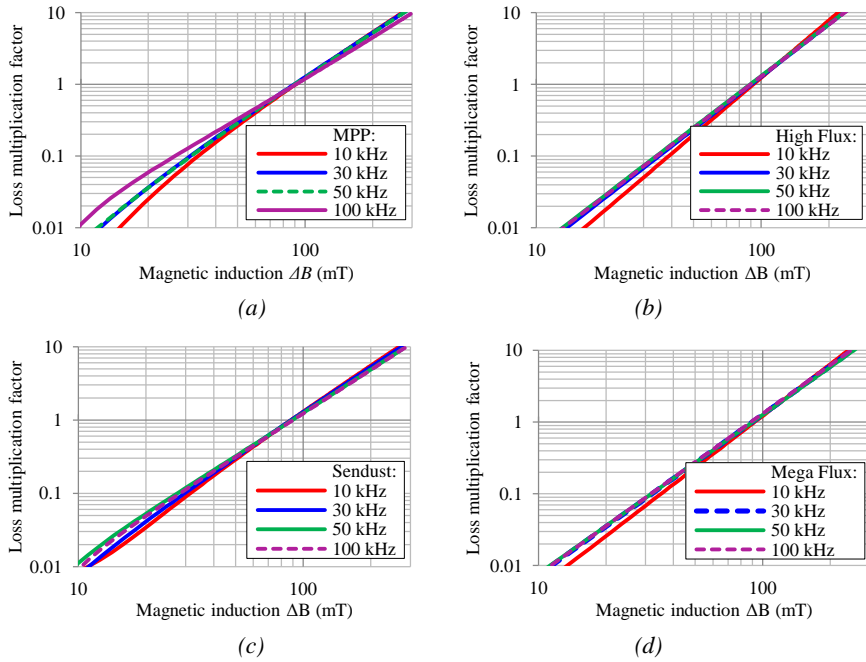 10
1
0.1
0.01
Loss multiplication factor
MPP:
10 kHz
30 kHz
50 kHz
100 kHz
10
100
Magnetic induction ΔB (mT)
(a)
10
1
0.1
0.01
Loss multiplication factor
High Flux:
10 kHz
30 kHz
50 kHz
100 kHz
10
100
Magnetic induction ΔB (mT)
(b)
10
1
0.1
0.01
Loss multiplication factor
Sendust:
10 kHz
30 kHz
50 kHz
100 kHz
10
100
Magnetic induction ΔB (mT)
(c)
10
1
0.1
0.01
Loss multiplication factor
Mega Flux:
10 kHz
30 kHz
50 kHz
100 kHz
10
100
Magnetic induction ΔB (mT)
(d)